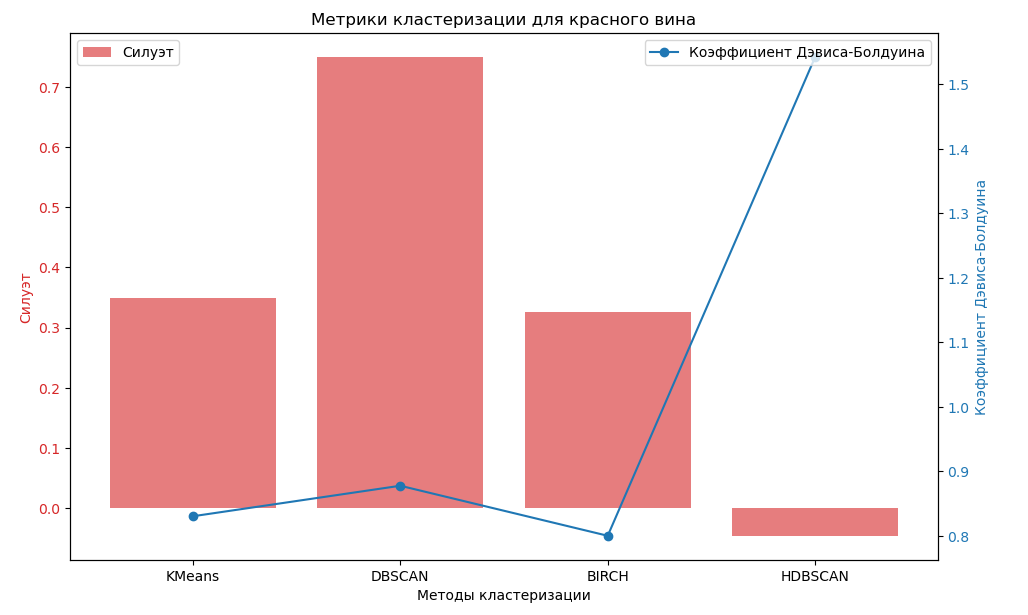 Метрики кластеризации для красного вина
Силуэт
Коэффициент Дэвиса-Болдуина
0.7
0.6
0.5
0.4
0.3
0.2
0.1
0.0
Силуэт
1.5
1.4
1.3
1.2
1.1
1.0
0.9
0.8
Коэффициент Дэвиса-Болдуина
KMeans
DBSCAN
BIRCH
HDBSCAN
Методы кластеризации